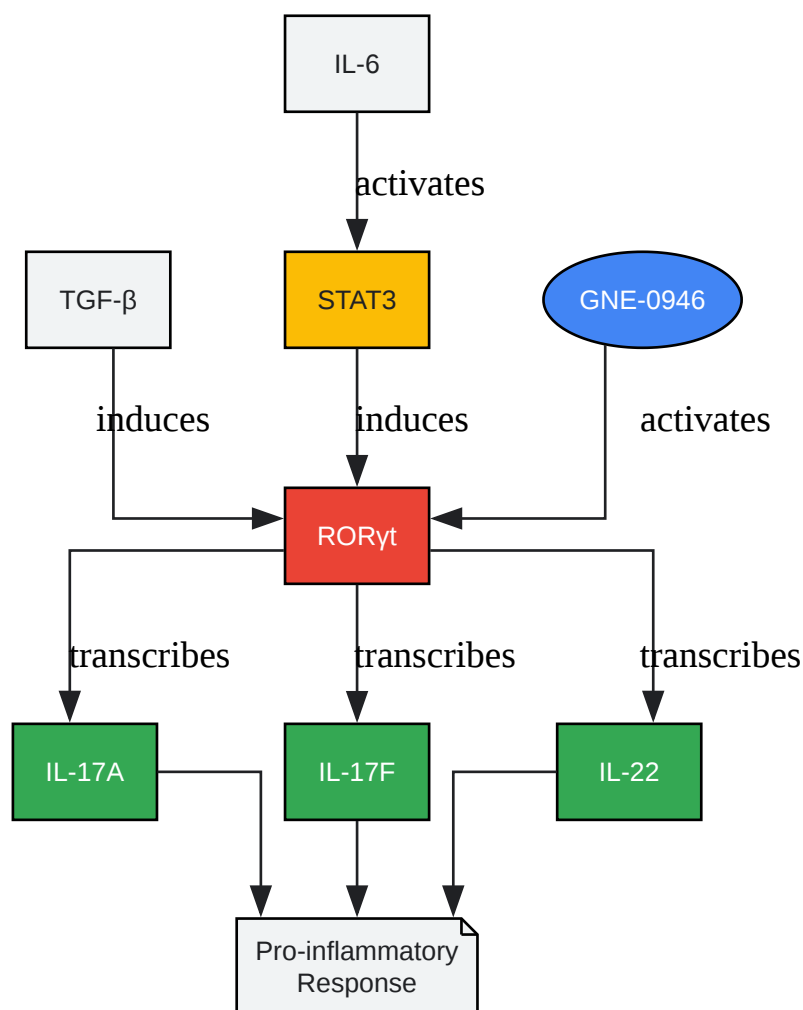 IL-6
activates
TGF-β
STAT3
GNE-0946
induces
induces
activates
RORγt
transcribes
transcribes
transcribes
IL-17A
IL-17F
IL-22
Pro-inflammatory
Response